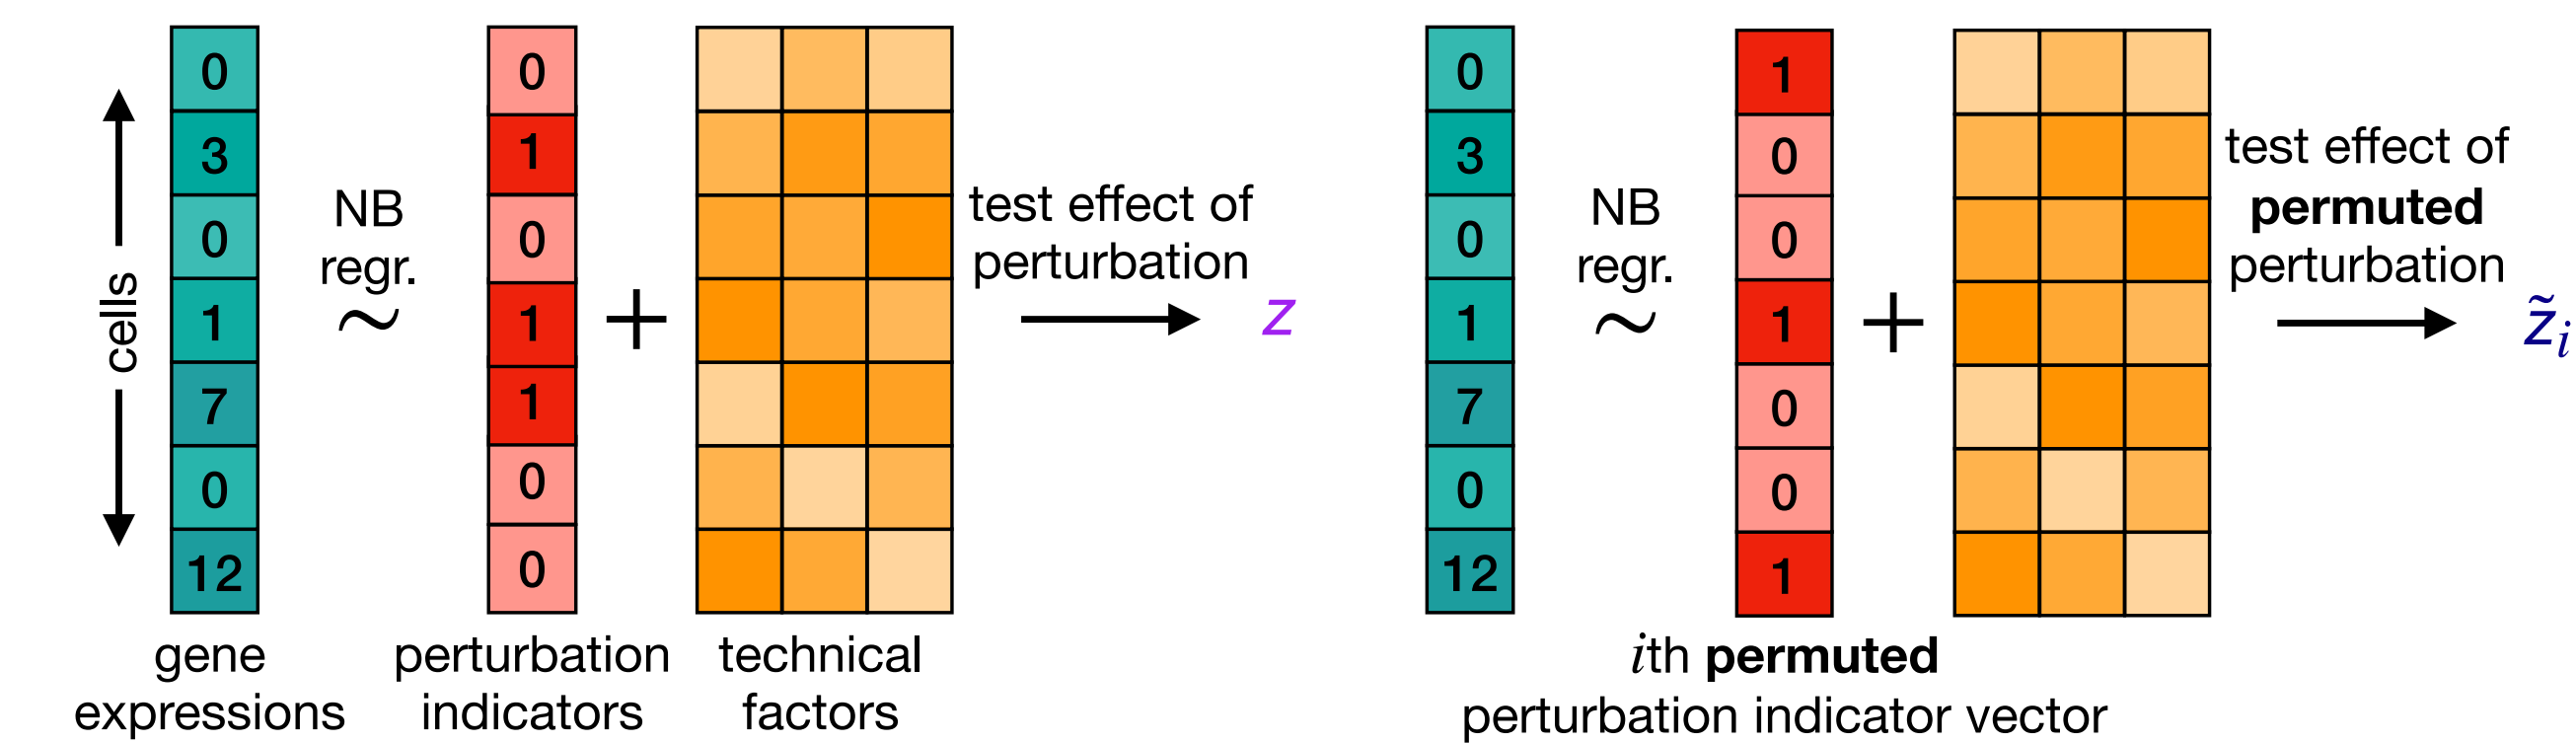 cells
0
3
0
1
7
0
12
gene
expressions
NB
regr.
~
0
1
0
1
1
0
0
perturbation
indicators
+
technical
factors
test effect of
perturbation
z
0
3
0
1
7
0
12
NB
regr.
~
1
0
0
1
0
0
1
ith permuted
perturbation indicator vector
+
test effect of
permuted
perturbation
z̃ᵢ